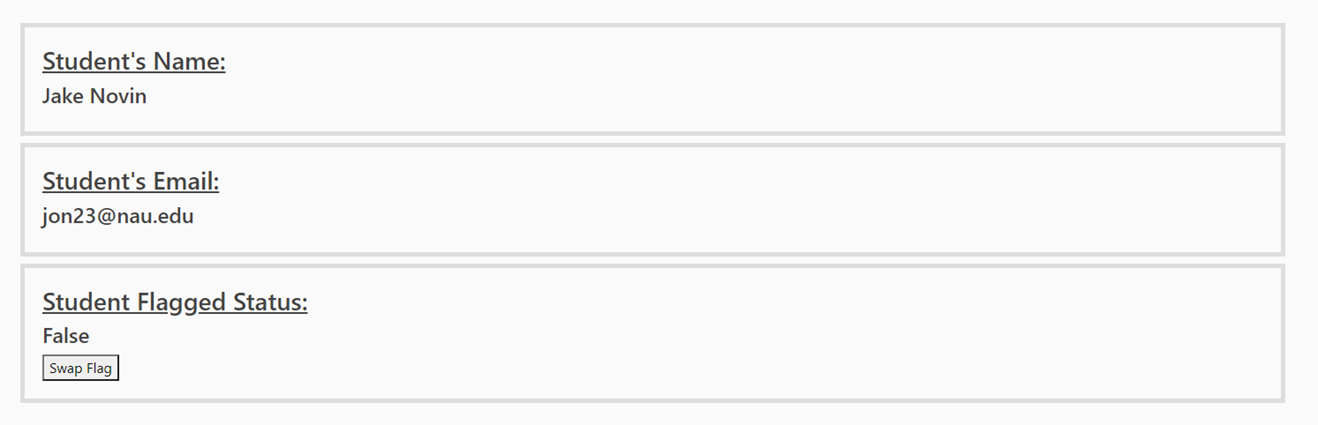 Student's Name:
Jake Novin
Student's Email:
jon23@nau.edu
Student Flagged Status:
False
Swap Flag